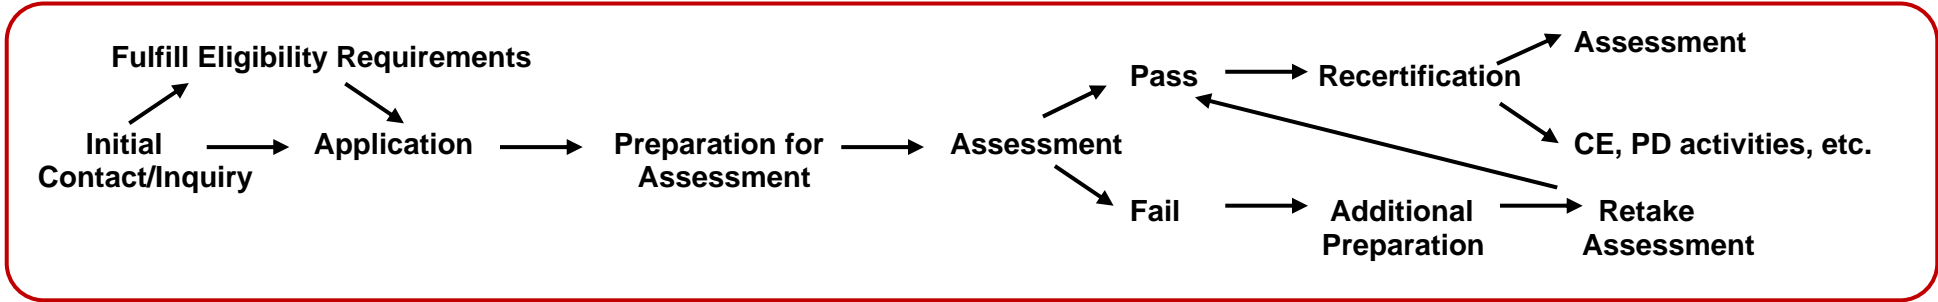 Fulfill Eligibility Requirements
Initial
Contact/Inquiry
Application
Preparation for
Assessment
Assessment
Pass
Recertification
Assessment
CE, PD activities, etc.
Fail
Additional
Preparation
Retake
Assessment